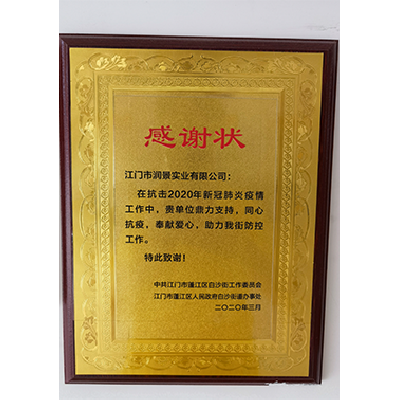 感谢状
江门市润景实业有限公司：
在抗击2020年新冠肺炎疫情
工作中，贵单位鼎力支持，同心
抗疫，奉献爱心，助力我街防控
工作。
特此致谢！
中共江门市蓬江区白沙街工作委员会
江门市蓬江区人民政府白沙街道办事处
二〇二〇年三月